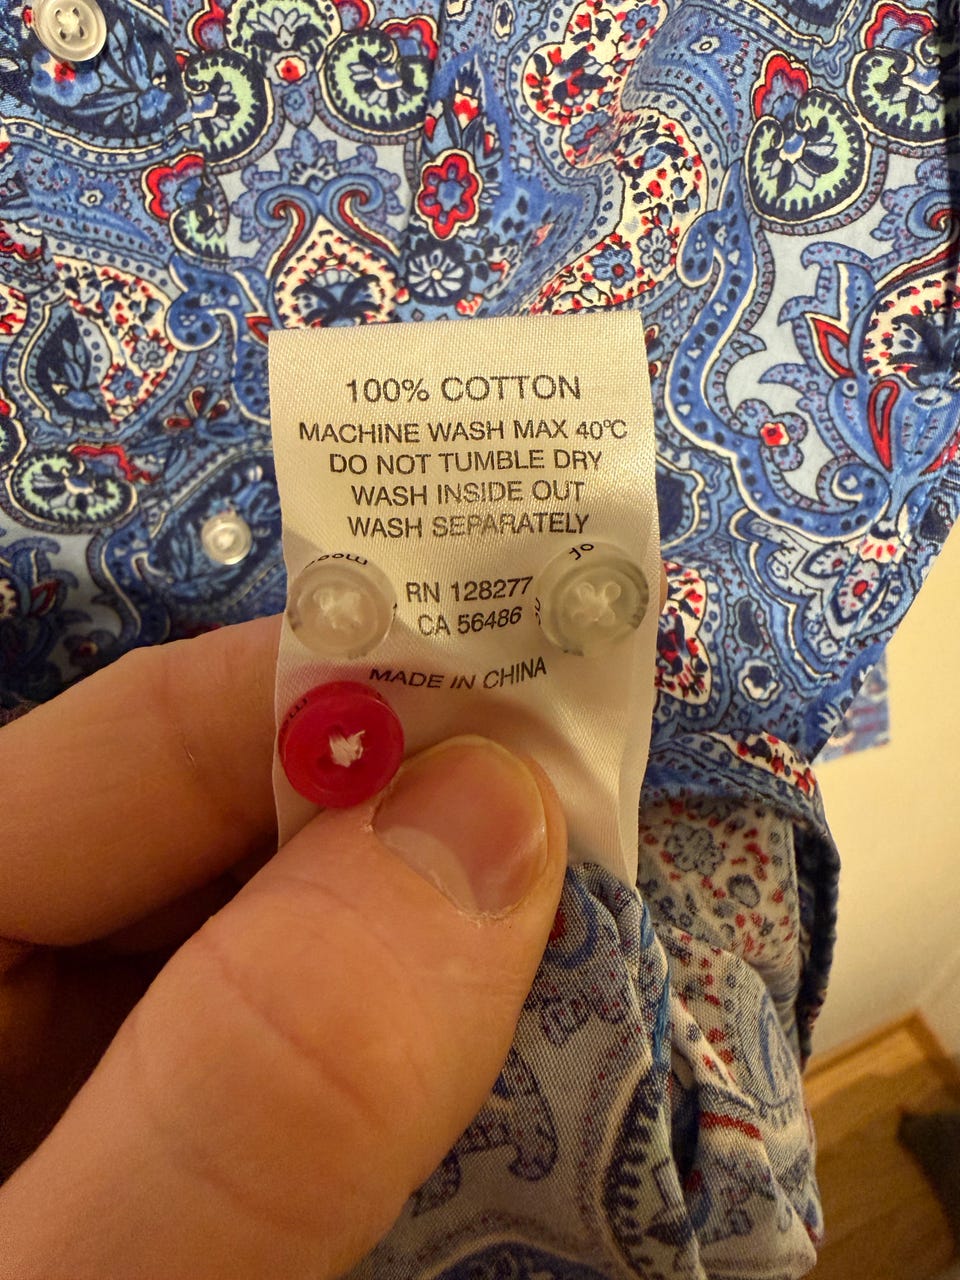 100% COTTON
MACHINE WASH MAX 40°C
DO NOT TUMBLE DRY
WASH INSIDE OUT
WASH SEPARATELY
RN 128277
CA 56486
MADE IN CHINA